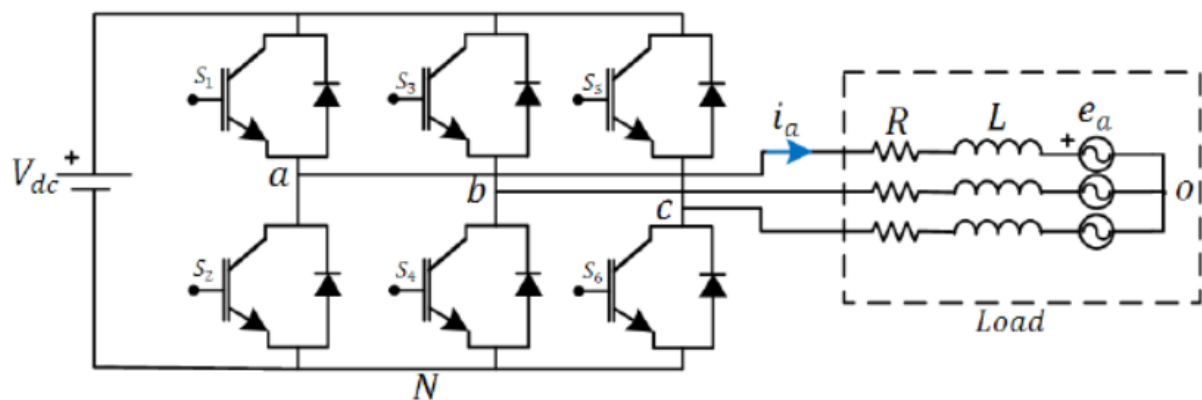 S₁ S₃ S₅
i_a R L + e_a
V_dc +
a b c o
S₂ S₄ S₆
Load
N